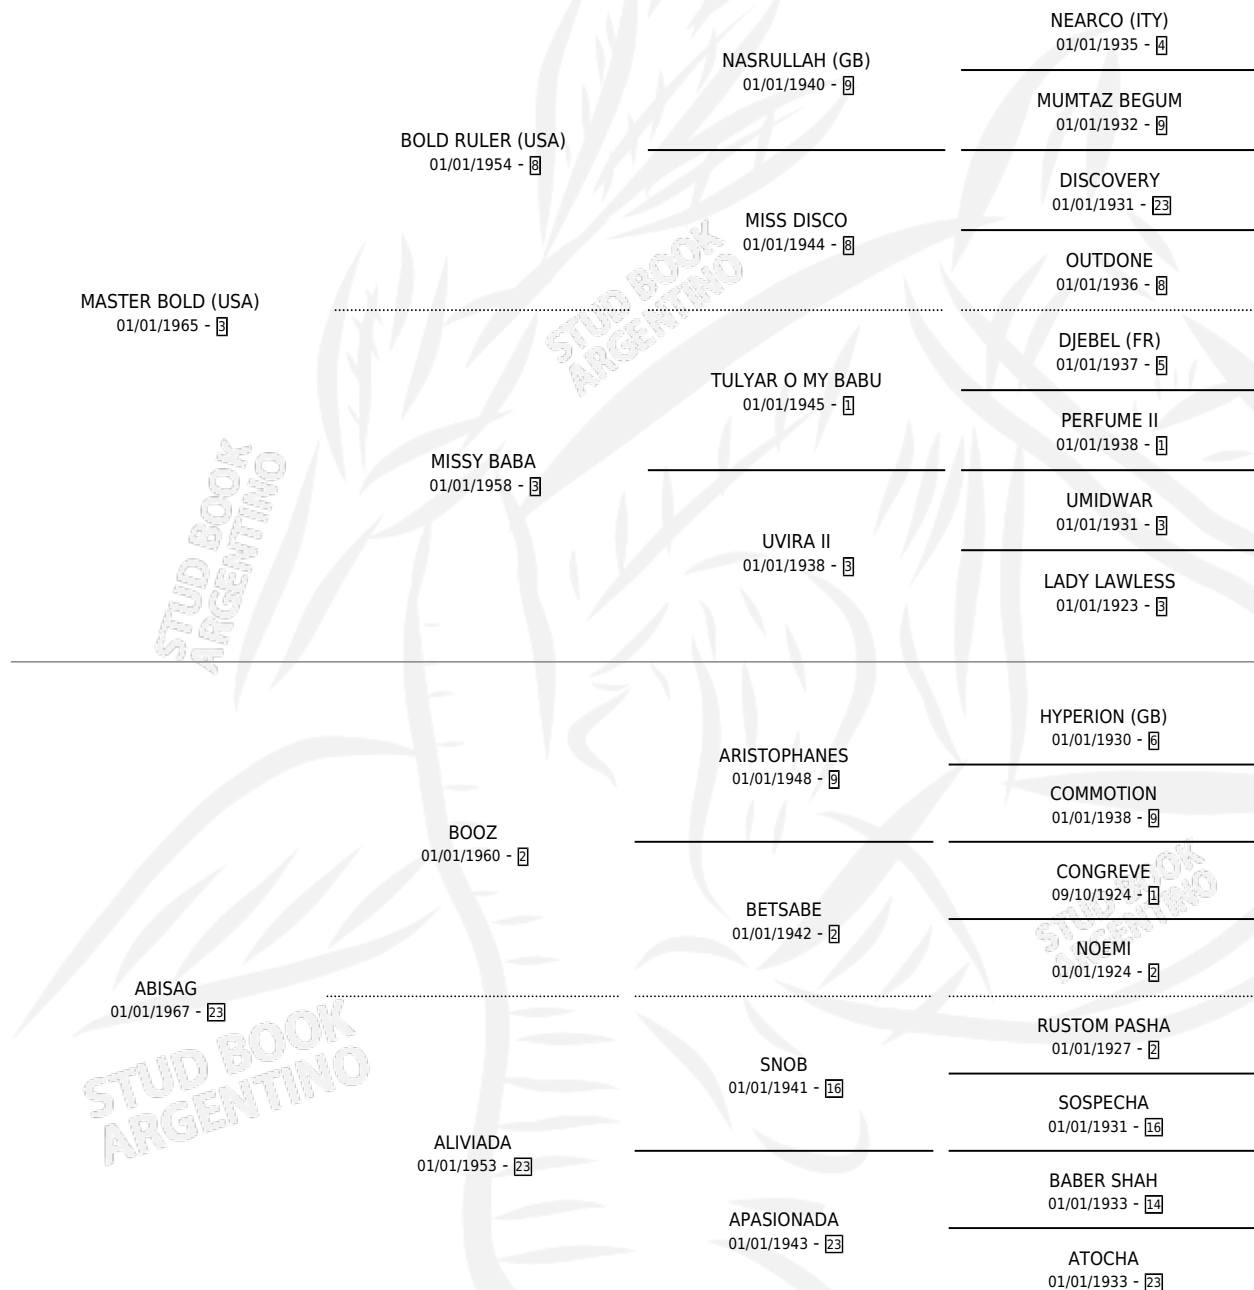 NEARCO (ITY)
01/01/1935 - 4
NASRULLAH (GB)
01/01/1940 - 9
MUMTAZ BEGUM
01/01/1932 - 9
BOLD RULER (USA)
01/01/1954 - 8
DISCOVERY
01/01/1931 - 23
MISS DISCO
01/01/1944 - 8
OUTDONE
01/01/1936 - 8
MASTER BOLD (USA)
01/01/1965 - 3
STUD BOOK
ARGENTINO
DJEBEL (FR)
01/01/1937 - 5
TULYAR O MY BABU
01/01/1945 - 1
PERFUME II
01/01/1938 - 1
MISSY BABA
01/01/1958 - 3
UMIDWAR
01/01/1931 - 3
UVIRA II
01/01/1938 - 3
LADY LAWLESS
01/01/1923 - 3
STUD BOOK
ARGENTINO
HYPERION (GB)
01/01/1930 - 6
ARISTOPHANES
01/01/1948 - 9
COMMOTION
01/01/1938 - 9
BOOZ
01/01/1960 - 2
CONGREVE
09/10/1924 - 1
BETSABE
01/01/1942 - 2
NOEMI
01/01/1924 - 2
STUD BOOK
ARGENTINO
ABISAG
01/01/1967 - 23
RUSTOM PASHA
01/01/1927 - 2
SNOB
01/01/1941 - 16
SOSPECHA
01/01/1931 - 16
STUD BOOK
ARGENTINO
ALIVIADA
01/01/1953 - 23
BABER SHAH
01/01/1933 - 14
APASIONADA
01/01/1943 - 23
ATOCHA
01/01/1933 - 23